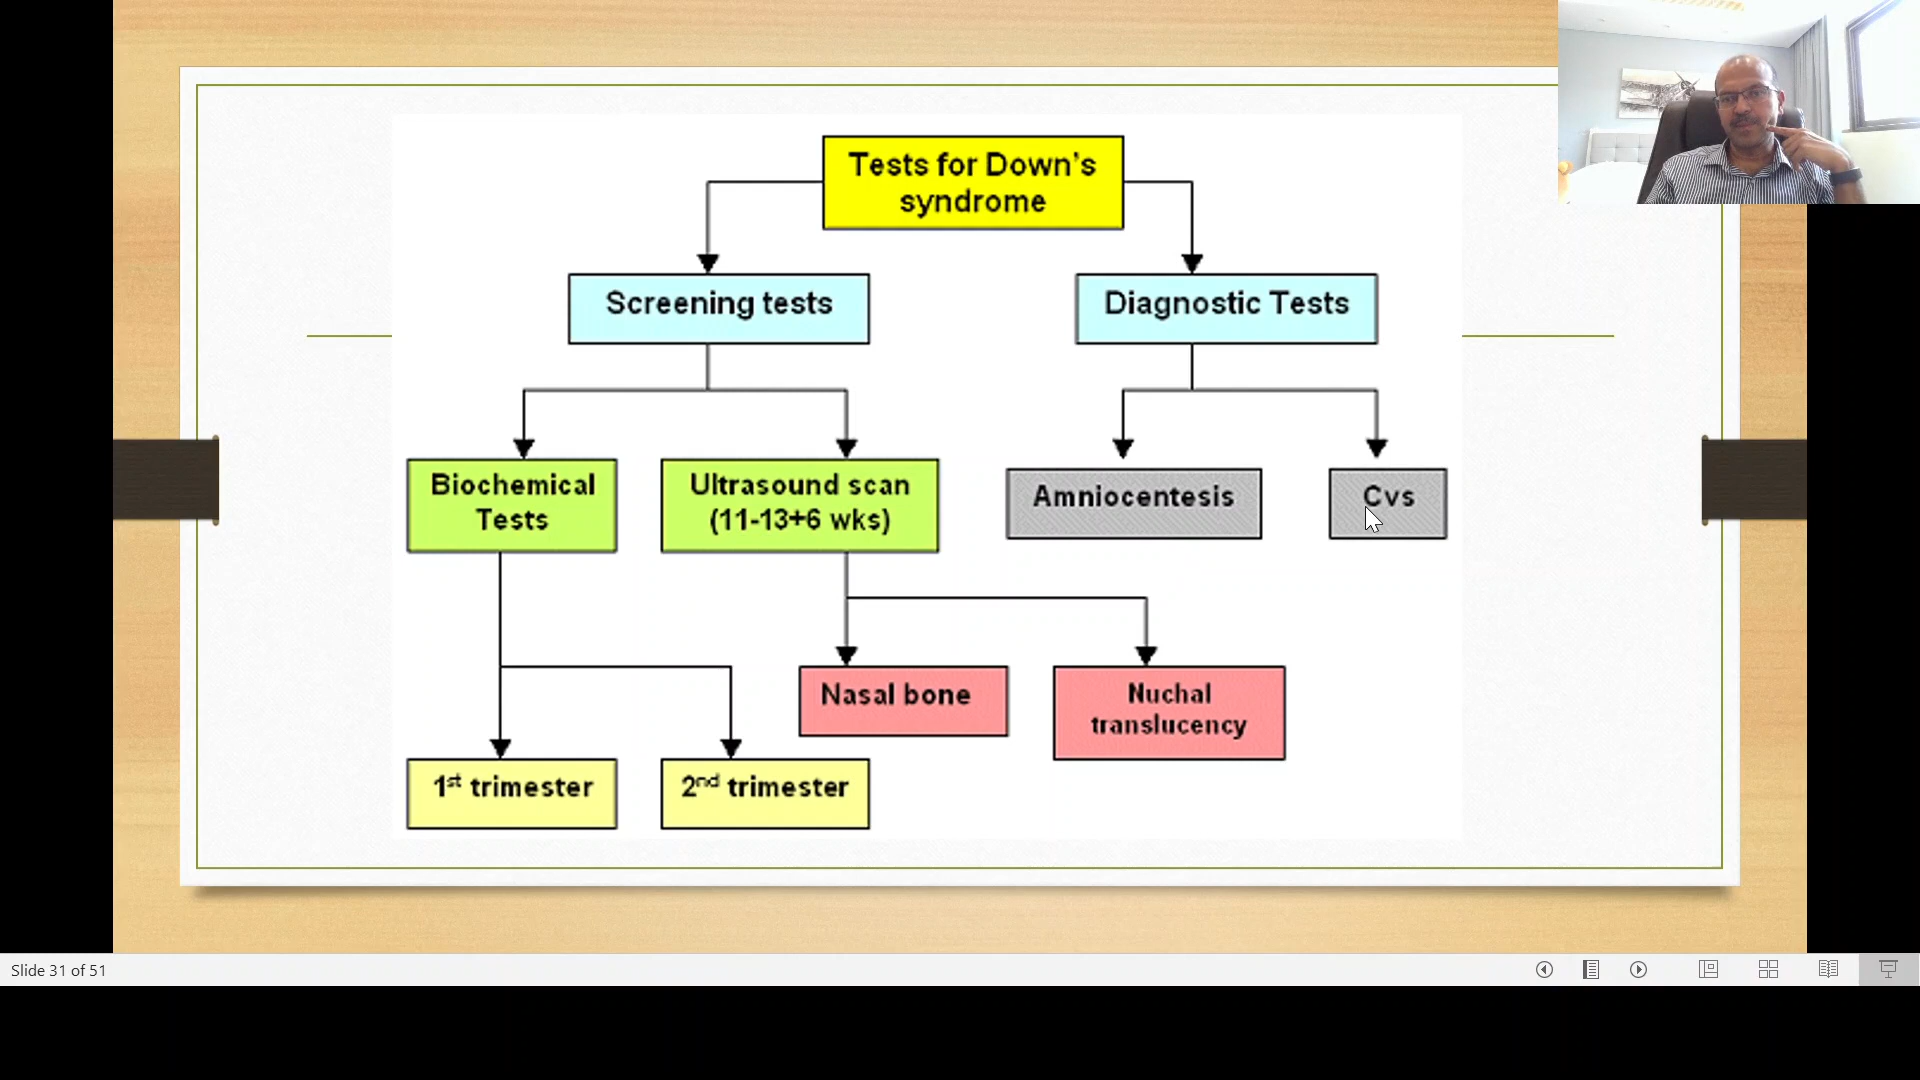 Tests for Down's
syndrome
Screening tests
Diagnostic Tests
Biochemical
Tests
Ultrasound scan
(11-13+6 wks)
Amniocentesis
Cvs
Nasal bone
Nuchal
translucency
1st trimester
2nd trimester
Slide 31 of 51